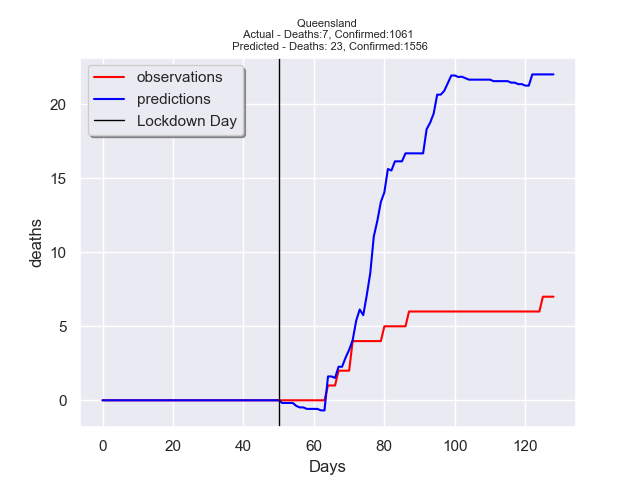 Queensland
Actual - Deaths:7, Confirmed:1061
Predicted - Deaths: 23, Confirmed:1556
observations
predictions
Lockdown Day
deaths
20
15
10
5
0
0 20 40 60 80 100 120
Days